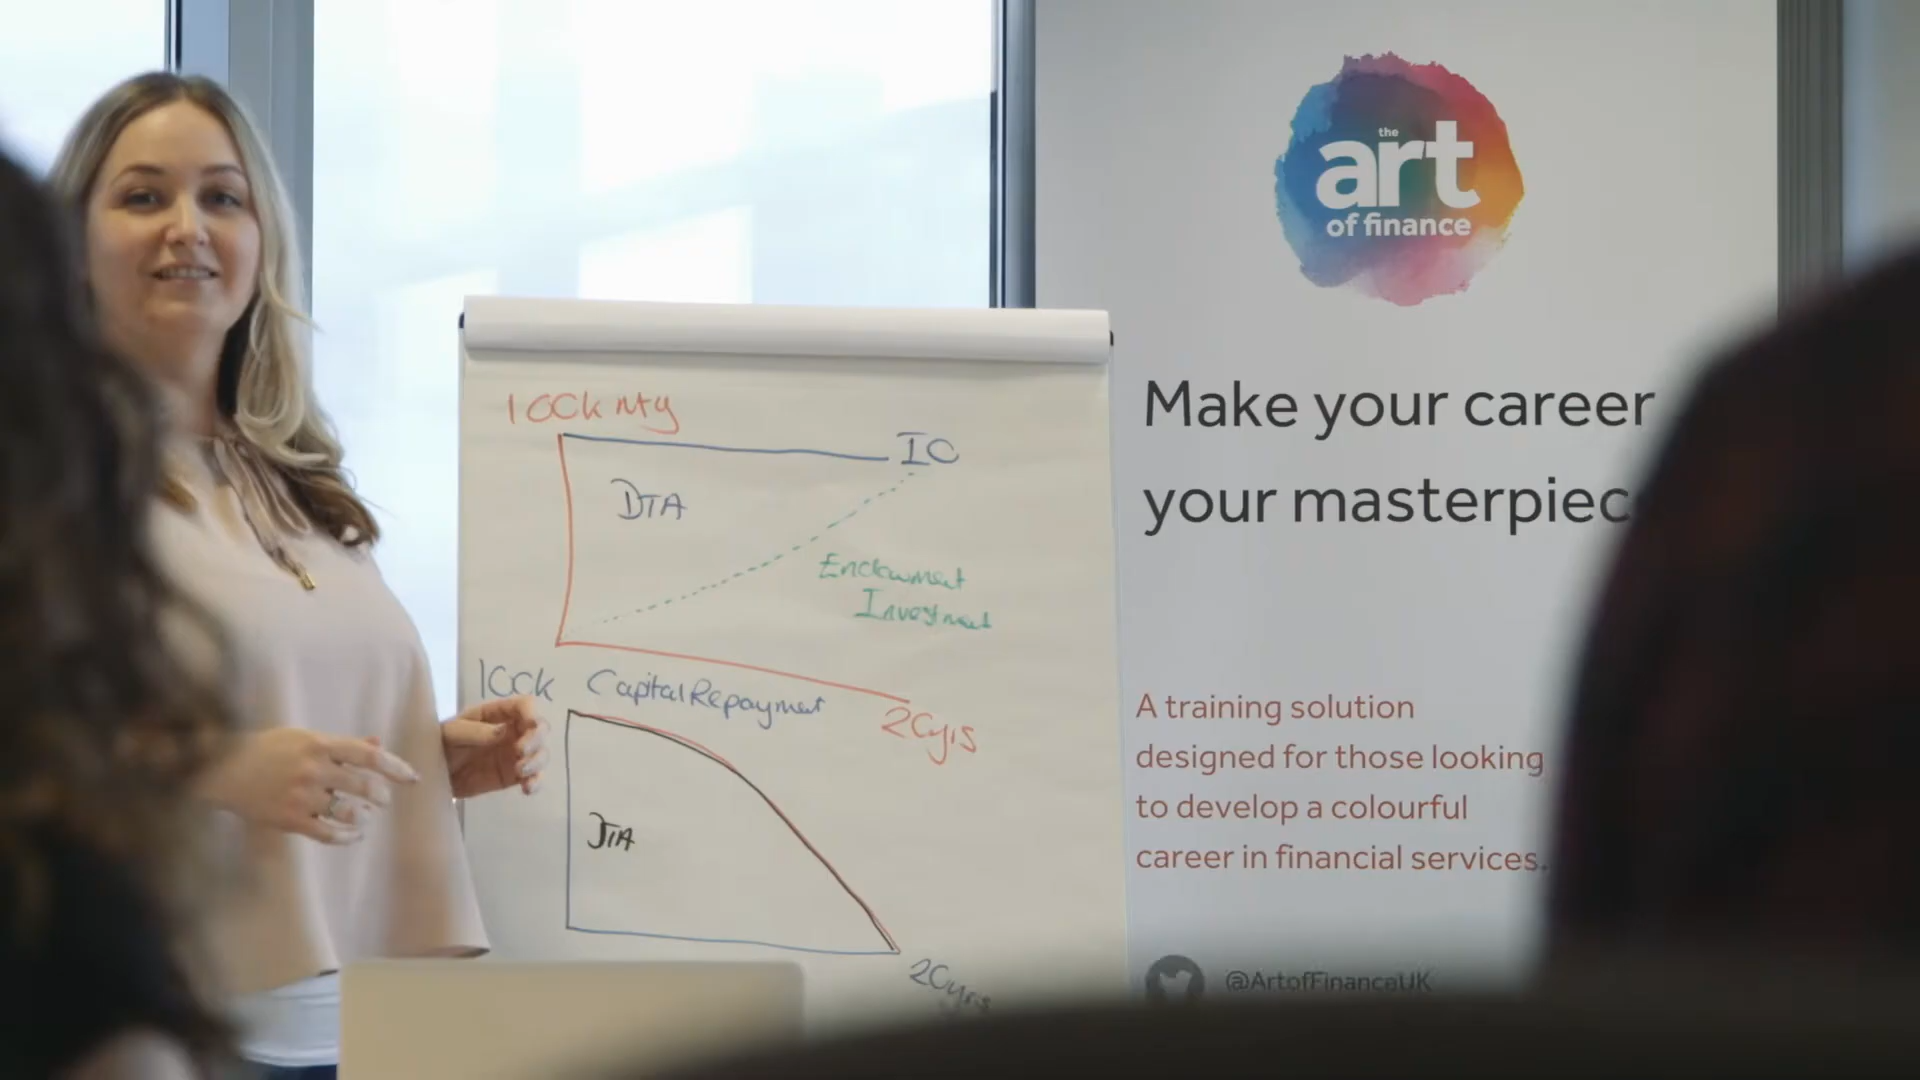 100k Mtg
IO
DTA
Endowment
Investment
20yrs
100k Capital Repayment
DTA
20yrs
the
art
of finance
Make your career
your masterpiec
A training solution
designed for those looking
to develop a colourful
career in financial services.
@ArtofFinanceUK